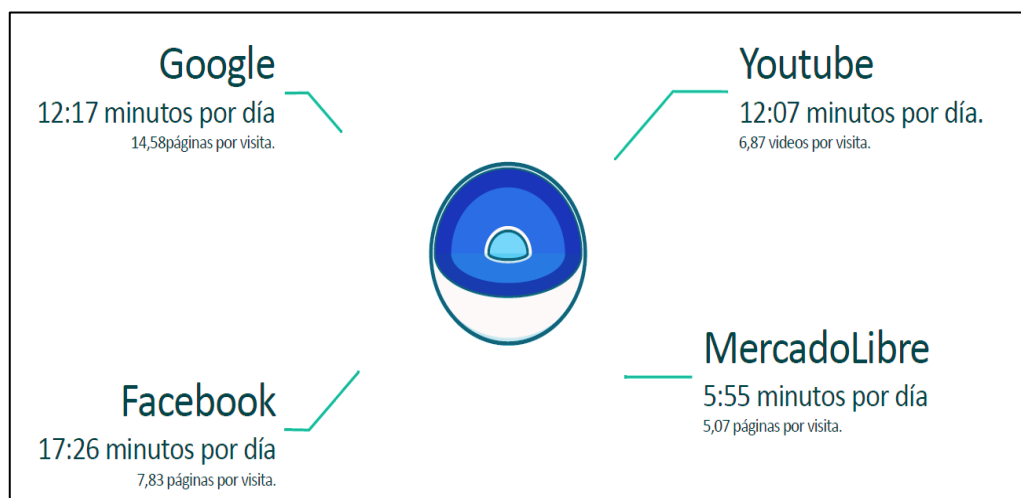 Google
12:17 minutos por día
14,58páginas por visita.
Youtube
12:07 minutos por día.
6,87 videos por visita.
Facebook
17:26 minutos por día
7,83 páginas por visita.
MercadoLibre
5:55 minutos por día
5,07 páginas por visita.